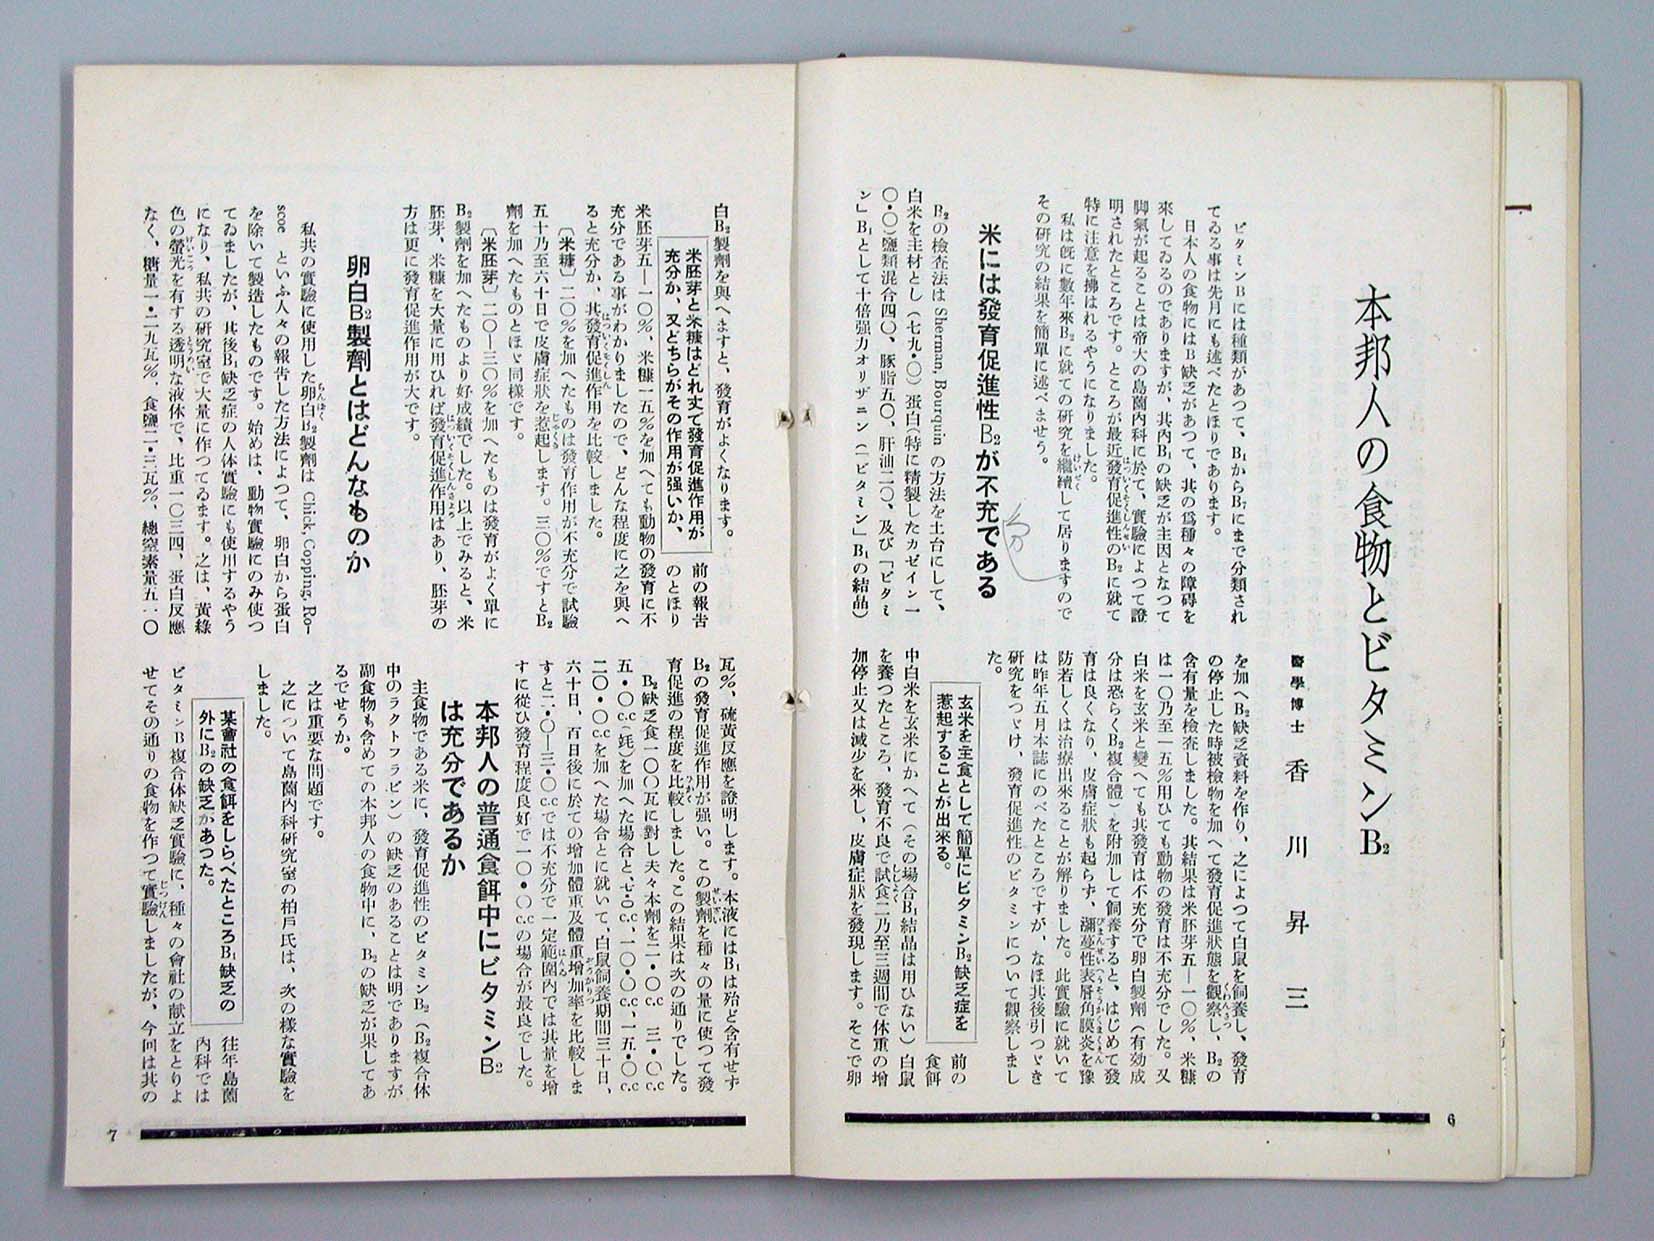 本邦人の食物とビタミンB₂
醫學博士　香川昇三
ビタミンBには種類があつて、B₁からB₇にまで分類され
てゐる事は先月にも述べたとほりであります。
日本人の食物にはB缺乏があつて、其の爲種々の障碍を
來してゐるのでありますが、其內B₁の缺乏が主因となつて
脚氣が起ることは帝大の島薗內科に於て、實驗によつて證
明されたところです。ところが最近發育促進性のB₂に就て
特に注意を拂はれるやうになりました。
私は既に數年來B₂に就ての硏究を繼續して居りますので
その硏究の結果を簡單に述べませう。
米には發育促進性B₂が不充である
分
B₂の檢査法は Sherman, Bourquin の方法を土台にして、
白米を主材とし（七九・〇）蛋白（特に精製したカゼイン一
〇・〇）鹽類混合四〇、豚脂五〇、肝油二〇、及び「ビタミ
ン」B₁として十倍强力オリザニン（「ビタミン」B₁の結晶）
を加へB₂缺乏資料を作り、之によつて白鼠を飼養し、發育
の停止した時被檢物を加へて發育促進狀態を觀察し、B₂の
含有量を檢査しました。其結果は米胚芽五―一〇%、米糠
は一〇乃至一五%用ひても動物の發育は不充分でした。又
白米を玄米と變へても其發育は不充分で卵白製劑（有効成
分は恐らくB₂複合體）を附加して飼養すると、はじめて發
育は良くなり、皮膚症狀も起らず、瀰蔓性表層角膜炎を豫
防若しくは治療出來ることが解りました。此實驗に就いて
は昨年五月本誌にのべたところですが、なほ其後引つゞき
硏究をつゞけ、發育促進性のビタミンについて觀察しまし
た。
玄米を主食として簡單にビタミンB₂缺乏症を
惹起することが出來る。
前の
食餌
中白米を玄米にかへて（その場合B₁結晶は用ひない）白鼠
を養つたところ、發育不良で試食二乃至三週間で休重の增
加停止又は減少を來し、皮膚症狀を發現します。そこで卵
6
白B₂製劑を與へますと、發育がよくなります。
米胚芽と米糠はどれ丈で發育促進作用が
充分か、又どちらがその作用が强いか、
前の報吿
のとほり
米胚芽五―一〇%、米糠一五%を加へても動物の發育に不
充分である事がわかりましたので、どんな程度に之を與へ
ると充分か、其發育促進作用を比較しました。
〔米糠〕二〇%を加へたものは發育作用が不充分で試驗
五十乃至六十日で皮膚症狀を惹起します。三〇%ですとB₂
劑を加へたものとほゞ同様です。
〔米胚芽〕二〇―三〇%を加へたものは發育がよく單に
B₂製劑を加へたものより好成績でした。以上でみると、米
胚芽、米糠を大量に用ひれば發育促進作用はあり、胚芽の
方は更に發育促進作用が大です。
卵白B₂製劑とはどんなものか
私共の實驗に使用した卵白B₂製劑は Chick, Copping, Ro-
scoe といふ人々の報吿した方法によつて、卵白から蛋白
を除いて製造したものです。始めは、動物實驗にのみ使つ
てゐましたが、其後B₂缺乏症の人体實驗にも使用するやう
になり、私共の硏究室で大量に作つてゐます。之は、黃綠
色の螢光を有する透明な液体で、比重一〇三四、蛋白反應
なく、糖量一・二九瓦%、食鹽二・三瓦%、總窒素量五一〇
瓦%、硫黃反應を證明します。本液にはB₁は殆ど含有せず
B₂の發育促進作用が强い。この製劑を種々の量に使つて發
育促進の程度を比較しました。この結果は次の通りでした。
B₂缺乏食一〇〇瓦に對し夫々本劑を二・〇c.c 三・〇c.c
五・〇c.c（竓）を加へた場合と、七・〇c.c、一〇・〇c.c、一五・〇c.c
二〇・〇c.cを加へた場合とに就いて、白鼠飼養期間三十日、
六十日、百日後に於ての增加體重及體重增加率を比較しま
すと二・〇―三・〇c.cでは不充分で一定範圍內では其量を增
すに從ひ發育程度良好で一〇・〇c.cの場合が最良でした。
本邦人の普通食餌中にビタミンB₂
は充分であるか
主食物である米に、發育促進性のビタミンB₂（B₂複合体
中のラクトフラビン）の缺乏のあることは明でありますが
副食物も含めての本邦人の食物中に、B₂の缺乏が果してあ
るでせうか。
之は重要な問題です。
之について島薗內科硏究室の柏戶氏は、次の様な實驗を
しました。
某會社の食餌をしらべたところB₁缺乏の
外にB₂の缺乏があつた。
往年島薗
內科では
ビタミンB複合体缺乏實驗に、種々の會社の献立をとりよ
せてその通りの食物を作つて實驗しましたが、今回は其の
7